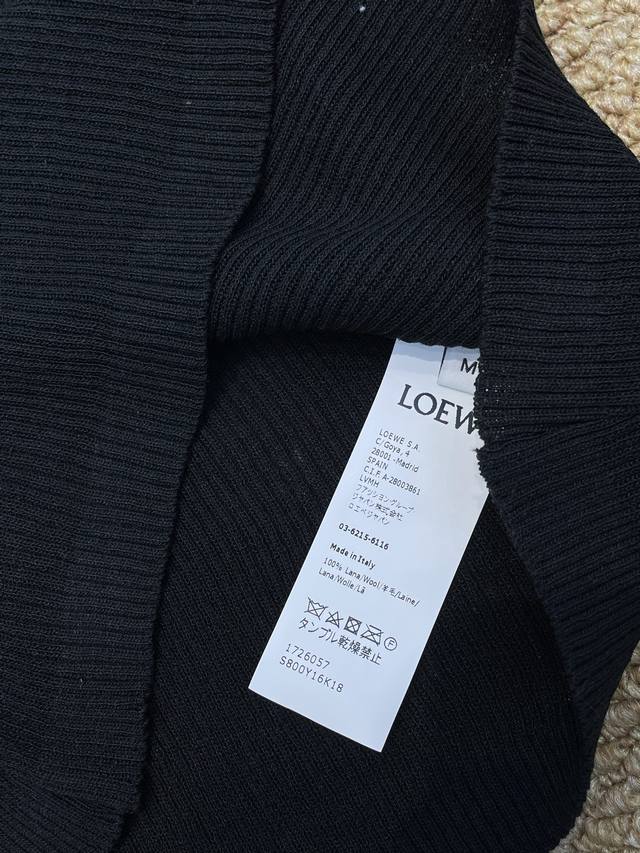 M
LOEWE
LOEWE S.A.
C/Goya, 4
28001-Madrid
SPAIN
C.I.F. A-28003861
LVMH
ファッショングループ
ジャパン株式会社
ロエベジャパン
03-6215-6116
Made in Italy
100% Lana/Wool/羊毛/Laine/
Lana/Wolle/Lã
F
タンブル乾燥禁止
1726057
S800Y16K18